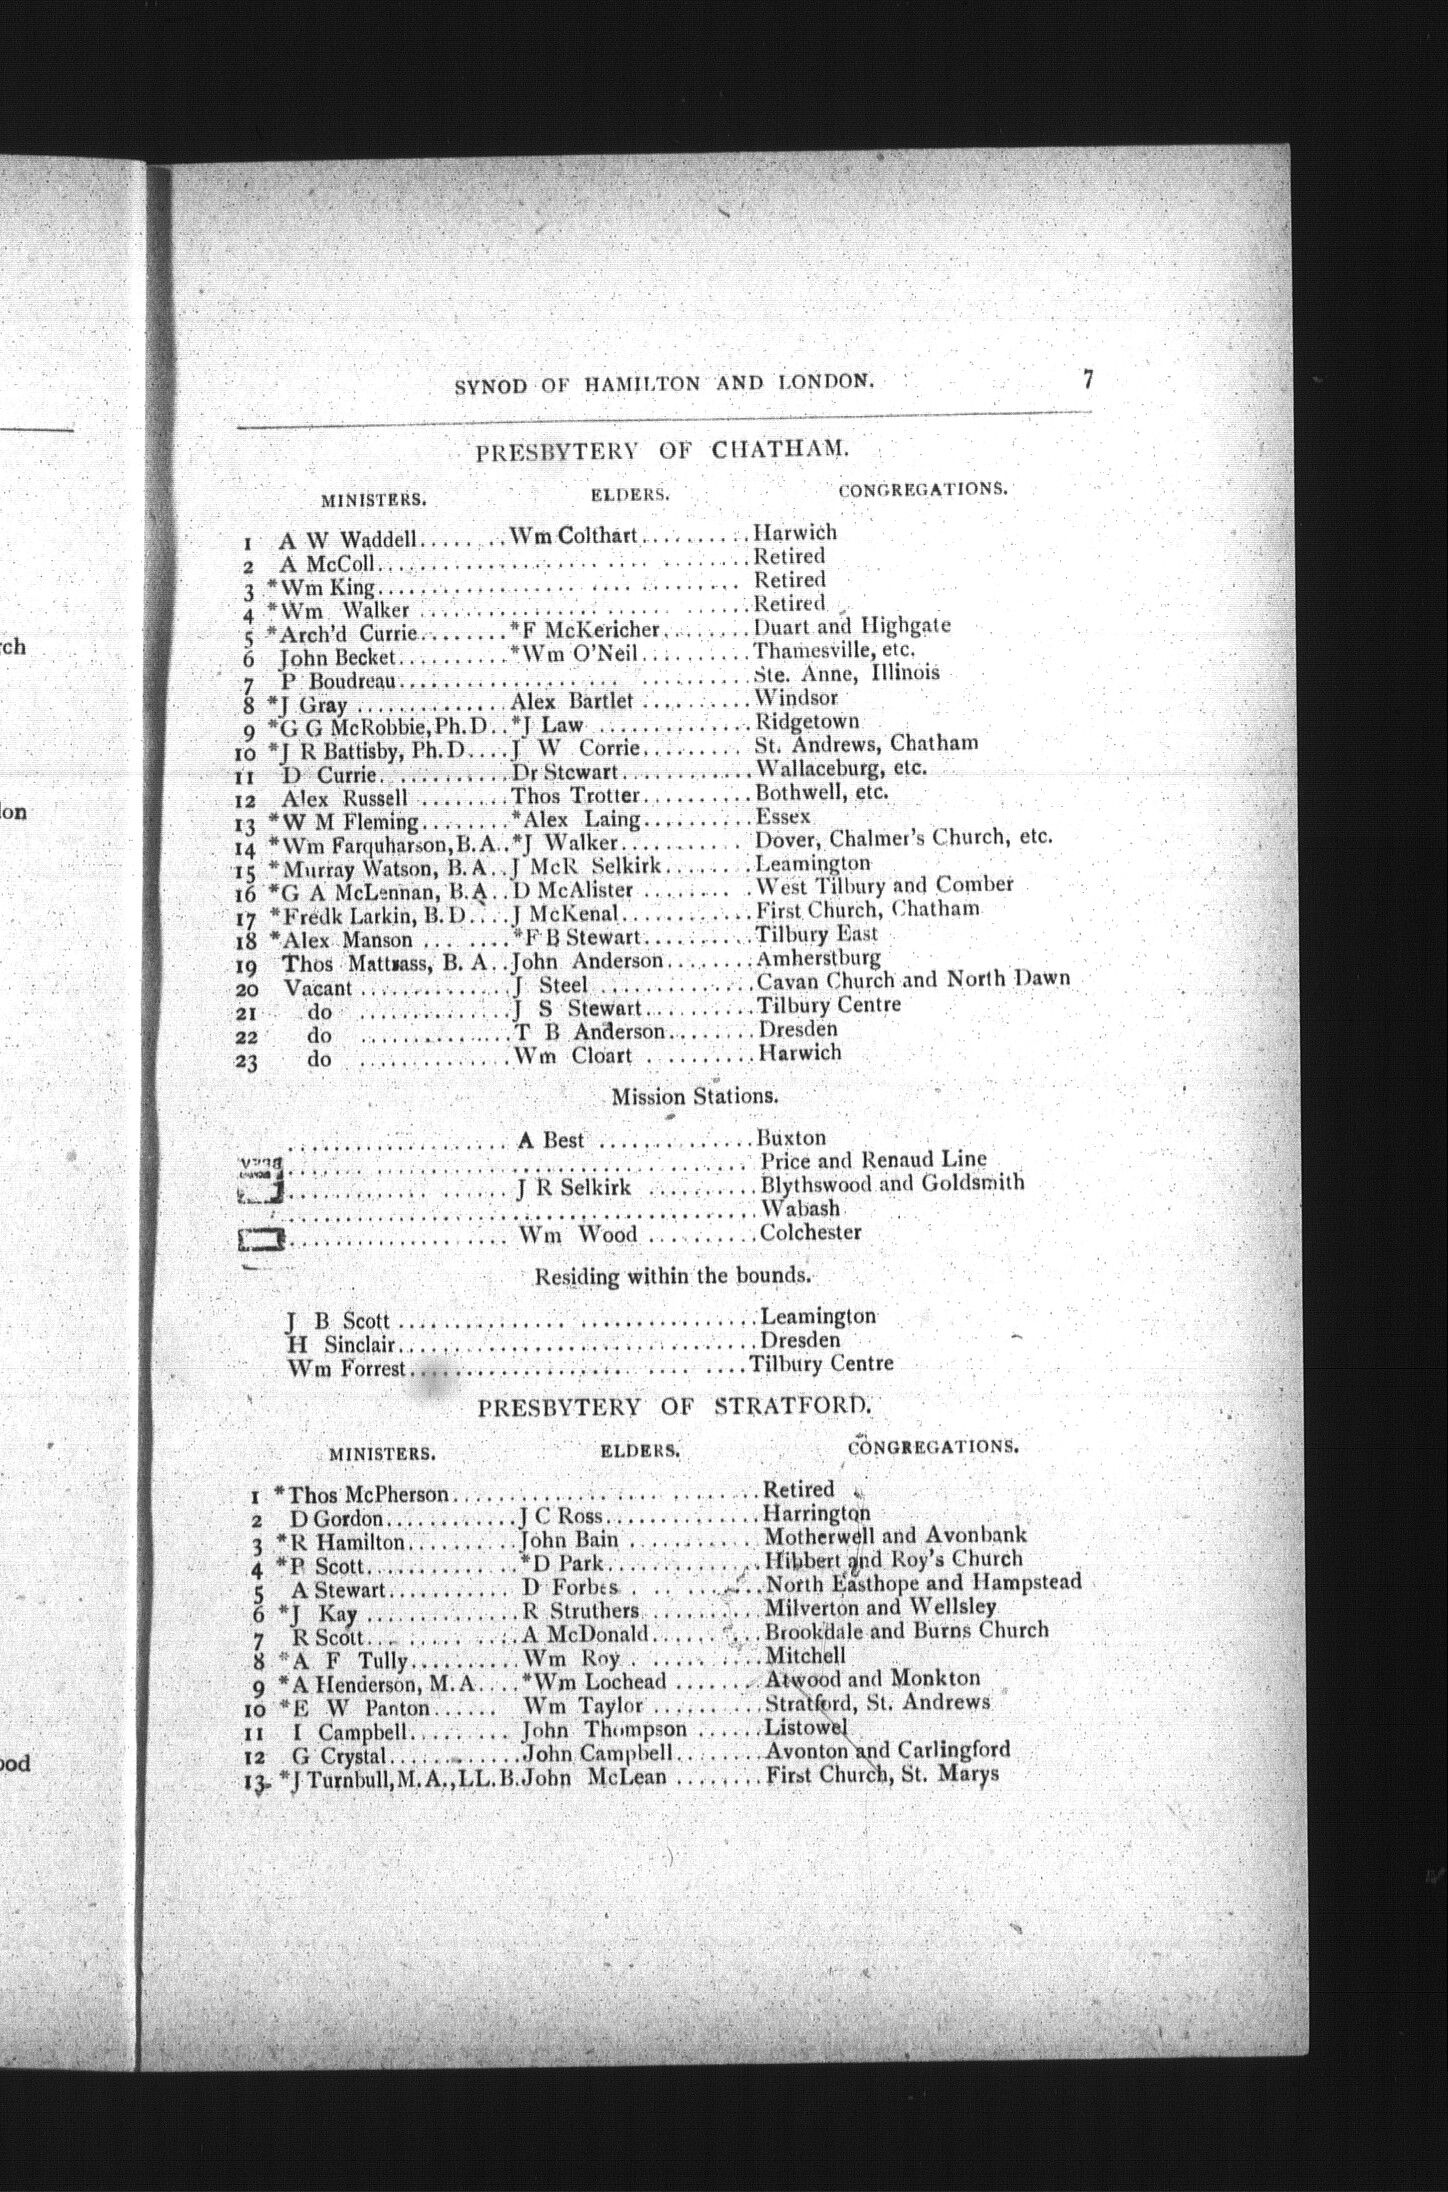 SYNOD OF HAMILTON AND LONDON. 7
PRESBYTERY OF CHATHAM.
MINISTERS. ELDERS. CONGREGATIONS.
1 A W Waddell........Wm Colthart..........Harwich
2 A McColl..............................Retired
3 *Wm King..............................Retired
4 *Wm Walker..............................Retired
5 *Arch'd Currie........*F McKericher........Duart and Highgate
6 John Becket..........*Wm O'Neil..........Thamesville, etc.
7 P Boudreau..............................Ste. Anne, Illinois
8 *J Gray.............Alex Bartlet..........Windsor
9 *G G McRobbie, Ph.D..*J Law..............Ridgetown
10 *J R Battisby, Ph.D....J W Corrie.........St. Andrews, Chatham
11 D Currie...........Dr Stewart............Wallaceburg, etc.
12 Alex Russell........Thos Trotter..........Bothwell, etc.
13 *W M Fleming........*Alex Laing..........Essex
14 *Wm Farquharson, B.A..*J Walker...........Dover, Chalmer's Church, etc.
15 *Murray Watson, B.A..J McR Selkirk........Leamington
16 *G A McLennan, B.A..D McAlister..........West Tilbury and Comber
17 *Fredk Larkin, B.D....J McKenal............First Church, Chatham
18 *Alex Manson........*F B Stewart..........Tilbury East
19 Thos Mattrass, B. A..John Anderson........Amherstburg
20 Vacant..............J Steel..............Cavan Church and North Dawn
21 do..............J S Stewart..........Tilbury Centre
22 do..............T B Anderson........Dresden
23 do..............Wm Cloart..........Harwich
Mission Stations.
...................A Best..............Buxton
........................................Price and Renaud Line
...................J R Selkirk..........Blythswood and Goldsmith
........................................Wabash
...................Wm Wood..........Colchester
Residing within the bounds.
J B Scott..............................Leamington
H Sinclair..............................Dresden
Wm Forrest..............................Tilbury Centre
PRESBYTERY OF STRATFORD.
MINISTERS. ELDERS. CONGREGATIONS.
1 *Thos McPherson..........................Retired
2 D Gordon............J C Ross..............Harrington
3 *R Hamilton..........John Bain...........Motherwell and Avonbank
4 *P Scott.............*D Park.............Hibbert and Roy's Church
5 A Stewart...........D Forbes...........North Easthope and Hampstead
6 *J Kay..............R Struthers..........Milverton and Wellsley
7 R Scott............A McDonald..........Brookdale and Burns Church
8 *A F Tully..........Wm Roy...........Mitchell
9 *A Henderson, M.A....*Wm Lochead........Atwood and Monkton
10 *E W Panton......Wm Taylor..........Stratford, St. Andrews
11 I Campbell.........John Thompson......Listowel
12 G Crystal............John Campbell........Avonton and Carlingford
13 *J Turnbull, M.A., LL.B.John McLean........First Church, St. Marys
rch
lon
ood